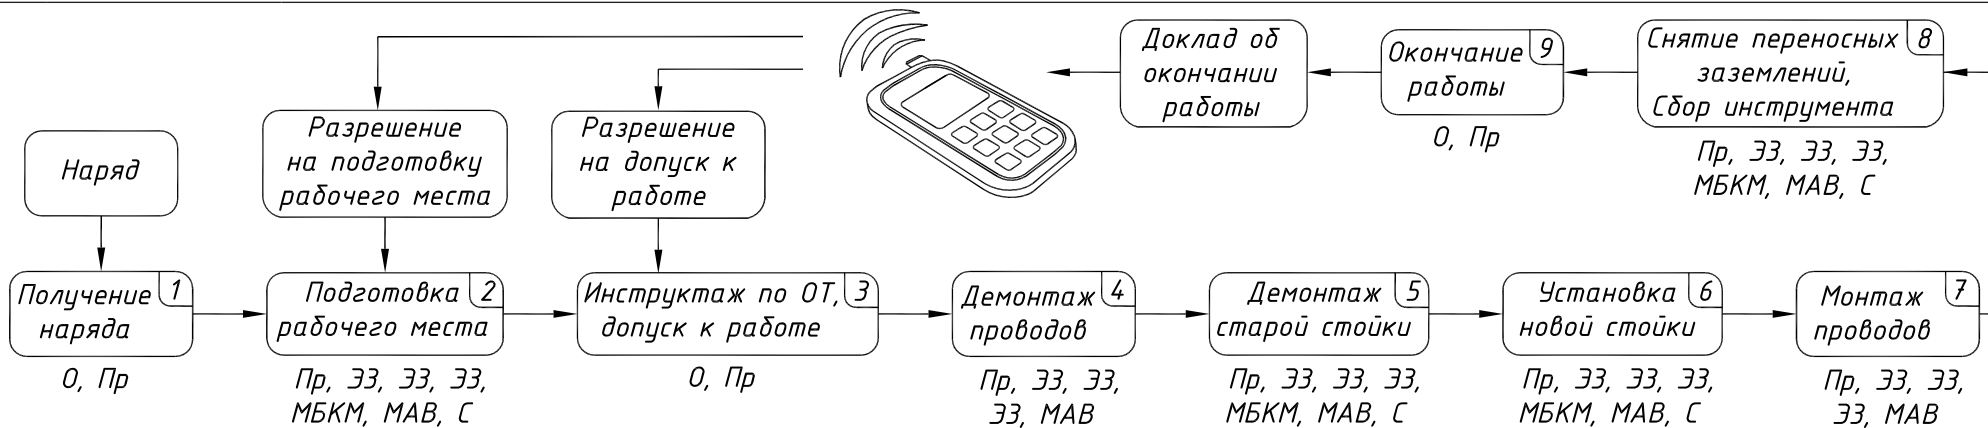 Наряд
Разрешение
на подготовку
рабочего места
Разрешение
на допуск к
работе
Доклад об
окончании
работы
Окончание 9
работы
О, Пр
Снятие переносных 8
заземлений,
Сбор инструмента
Пр, ЭЗ, ЭЗ, ЭЗ,
МБКМ, МАВ, С
Получение 1
наряда
О, Пр
Подготовка 2
рабочего места
Пр, ЭЗ, ЭЗ, ЭЗ,
МБКМ, МАВ, С
Инструктаж по ОТ, 3
допуск к работе
О, Пр
Демонтаж 4
проводов
Пр, ЭЗ, ЭЗ,
ЭЗ, МАВ
Демонтаж 5
старой стойки
Пр, ЭЗ, ЭЗ, ЭЗ,
МБКМ, МАВ, С
Установка 6
новой стойки
Пр, ЭЗ, ЭЗ, ЭЗ,
МБКМ, МАВ, С
Монтаж 7
проводов
Пр, ЭЗ, ЭЗ,
ЭЗ, МАВ